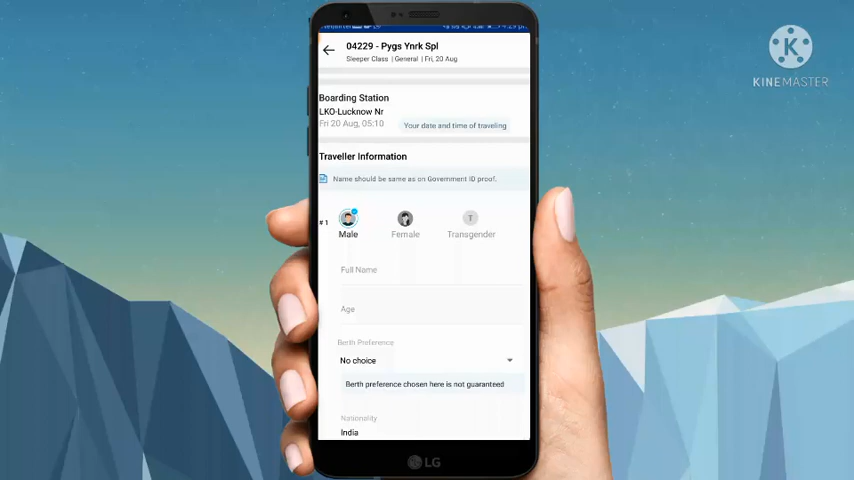 04229 - Pygs Ynrk Spl
Sleeper Class | General | Fri, 20 Aug
Boarding Station
LKO-Lucknow Nr
Fri 20 Aug, 05:10
Your date and time of traveling
Traveller Information
Name should be same as on Government ID proof.
# 1
Male
Female
T
Transgender
Full Name
Age
Berth Preference
No choice
Berth preference chosen here is not guaranteed
Nationality
India
LG
K
KINEMASTER